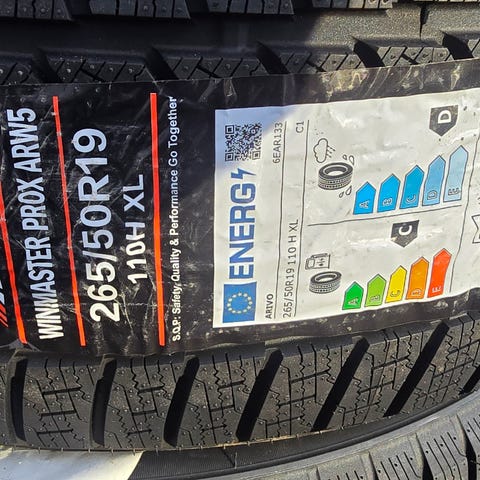 WINMASTER PROX ARW5
265/50R19
110H XL
S.Q.P: Safety Quality & Performance Go Together
ENERG
ARIVO
265/50R19 110 H XL
6EAR133
C1
A
B
C
D
E
C
A
B
C
D
E
D